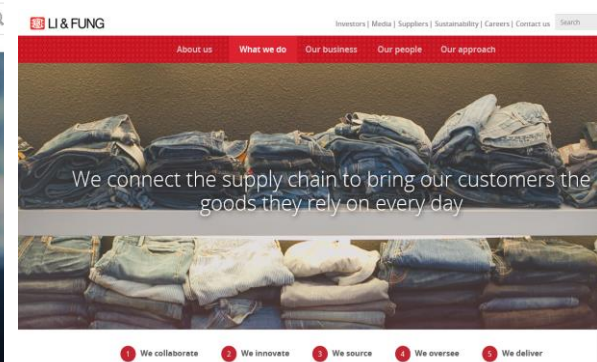 LI & FUNG
Investors | Media | Suppliers | Sustainability | Careers | Contact us Search
About us What we do Our business Our people Our approach
We connect the supply chain to bring our customers the
goods they rely on every day
1 We collaborate 2 We innovate 3 We source 4 We oversee 5 We deliver